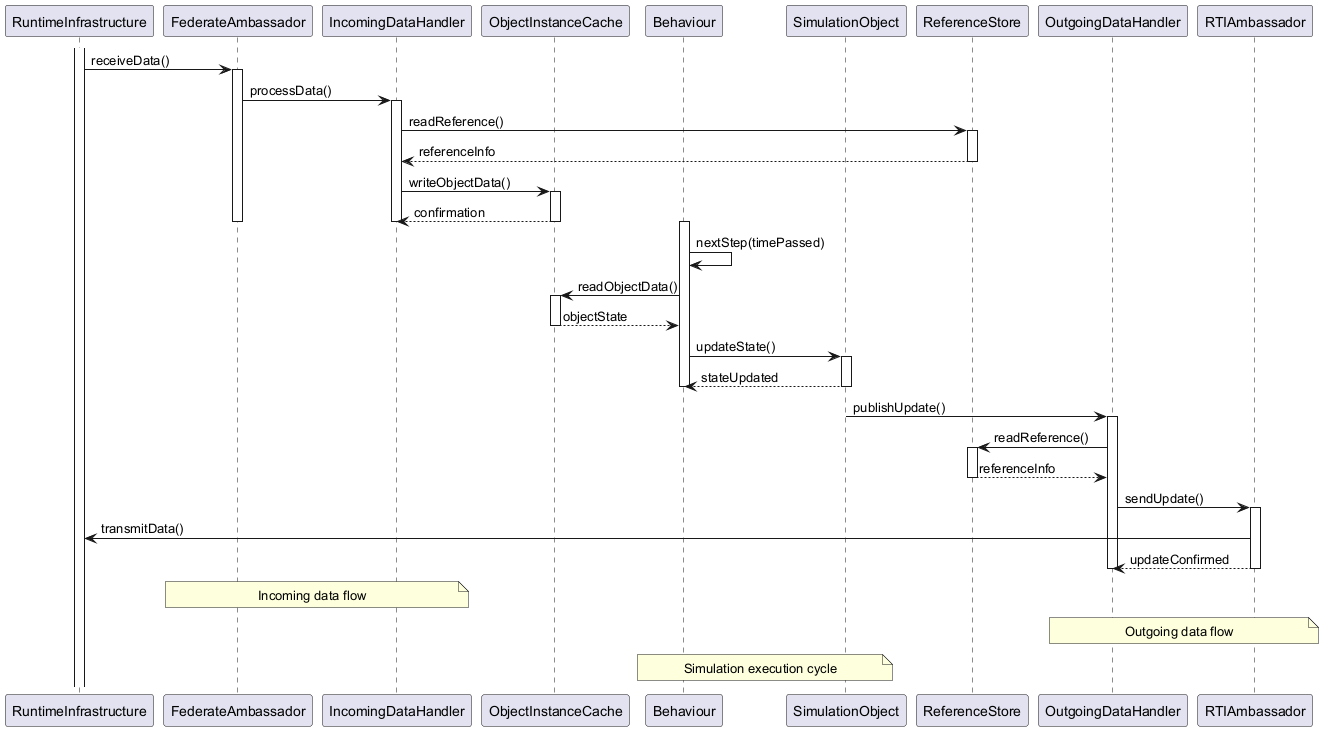 RuntimeInfrastructure
FederateAmbassador
IncomingDataHandler
ObjectInstanceCache
Behaviour
SimulationObject
ReferenceStore
OutgoingDataHandler
RTIAmbassador
receiveData()
processData()
readReference()
referenceInfo
writeObjectData()
confirmation
nextStep(timePassed)
readObjectData()
objectState
updateState()
stateUpdated
publishUpdate()
readReference()
referenceInfo
sendUpdate()
transmitData()
updateConfirmed
Incoming data flow
Outgoing data flow
Simulation execution cycle
RuntimeInfrastructure
FederateAmbassador
IncomingDataHandler
ObjectInstanceCache
Behaviour
SimulationObject
ReferenceStore
OutgoingDataHandler
RTIAmbassador